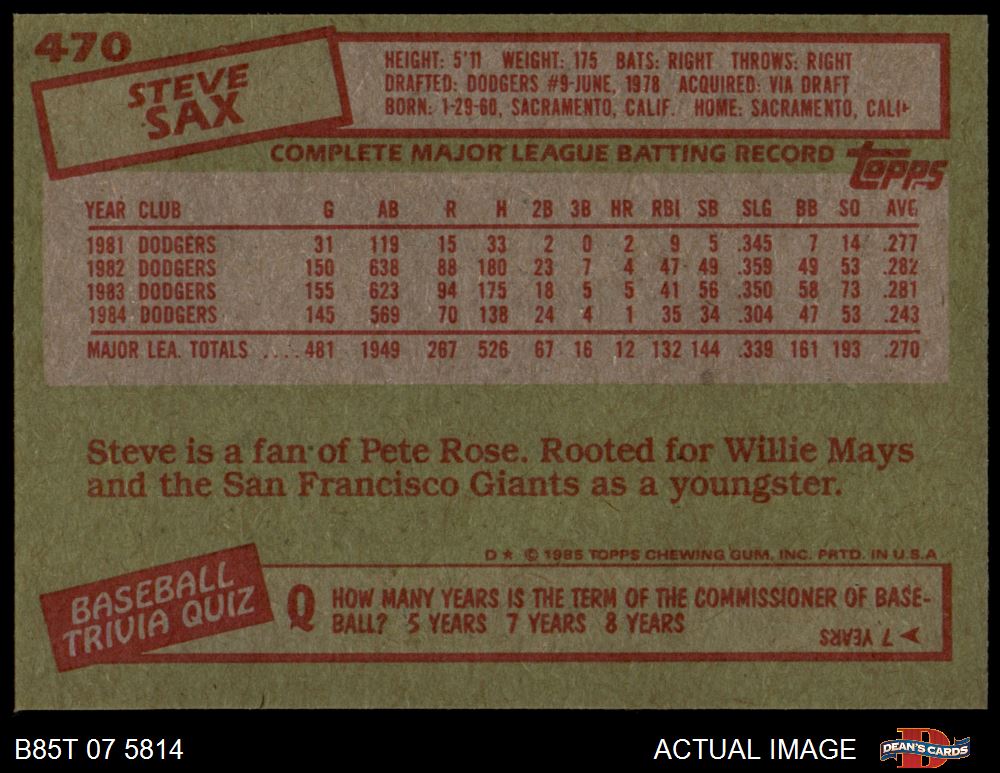 470
STEVE
SAX
HEIGHT: 5'11 WEIGHT: 175 BATS: RIGHT THROWS: RIGHT
DRAFTED: DODGERS #9-JUNE, 1978 ACQUIRED: VIA DRAFT
BORN: 1-29-60, SACRAMENTO, CALIF. HOME: SACRAMENTO, CALIF
COMPLETE MAJOR LEAGUE BATTING RECORD
Topps
YEAR CLUB G AB R H 2B 3B HR RBI SB SLG BB SO AVE
1981 DODGERS 31 119 15 33 2 0 2 9 5 .345 7 14 .277
1982 DODGERS 150 638 88 180 23 7 4 47 49 .359 49 53 .282
1983 DODGERS 155 623 94 175 18 5 5 41 56 .350 58 73 .281
1984 DODGERS 145 569 70 138 24 4 1 35 34 .304 47 53 .243
MAJOR LEA. TOTALS ....481 1949 267 526 67 16 12 132 144 .339 161 193 .270
Steve is a fan of Pete Rose. Rooted for Willie Mays
and the San Francisco Giants as a youngster.
D ★ © 1985 TOPPS CHEWING GUM, INC. PRTD. IN U.S.A
BASEBALL
TRIVIA QUIZ
Q HOW MANY YEARS IS THE TERM OF THE COMMISSIONER OF BASE-
BALL? 5 YEARS 7 YEARS 8 YEARS
7 YEARS
B85T 07 5814
ACTUAL IMAGE
B
DEAN'S CARDS